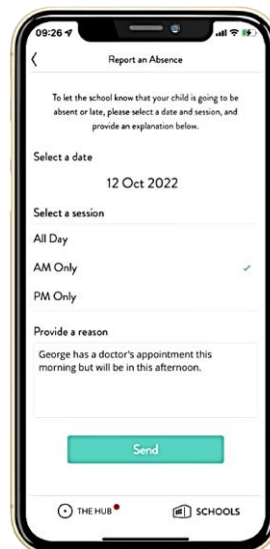 09:26
Report an Absence
To let the school know that your child is going to be
absent or late, please select a date and session, and
provide an explanation below.
Select a date
12 Oct 2022
Select a session
All Day
AM Only
PM Only
Provide a reason
George has a doctor's appointment this
morning but will be in this afternoon.
Send
THE HUB
SCHOOLS